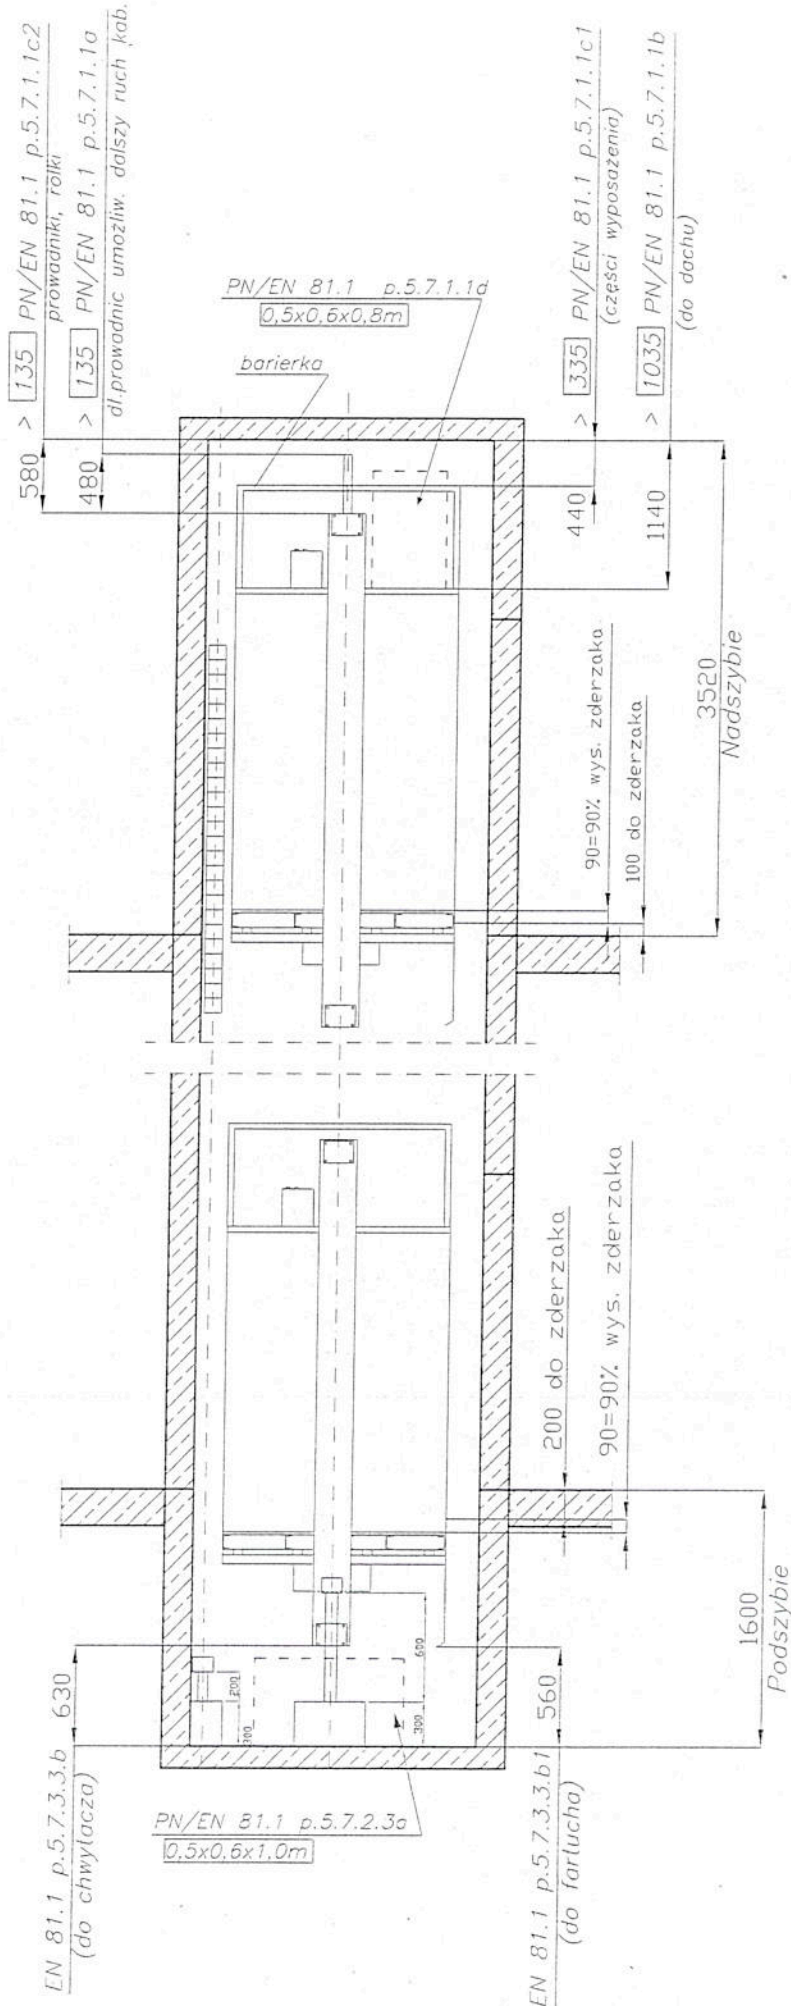 580 > 135 PN/EN 81.1 p.5.7.1.1c2
prowadniki, rolki
480 > 135 PN/EN 81.1 p.5.7.1.1a
dł.prowadnic umożliw. dalszy ruch kab.
PN/EN 81.1 p.5.7.1.1d
0,5x0,6x0,8m
barierka
440 > 335 PN/EN 81.1 p.5.7.1.1c1
(części wyposażenia)
1140 > 1035 PN/EN 81.1 p.5.7.1.1b
(do dachu)
90=90% wys. zderzaka
100 do zderzaka
3520
Nadszybie
200 do zderzaka
90=90% wys. zderzaka
1600
Podszybie
600
300
200
300
630
EN 81.1 p.5.7.3.3.b
(do chwytacza)
560
EN 81.1 p.5.7.3.3.b1
(do fartucha)
PN/EN 81.1 p.5.7.2.3a
0,5x0,6x1,0m